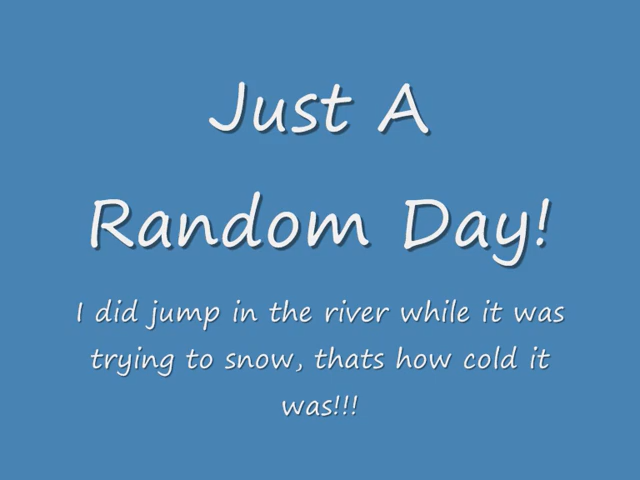 Just A
Random Day!
I did jump in the river while it was
trying to snow, thats how cold it
was!!!